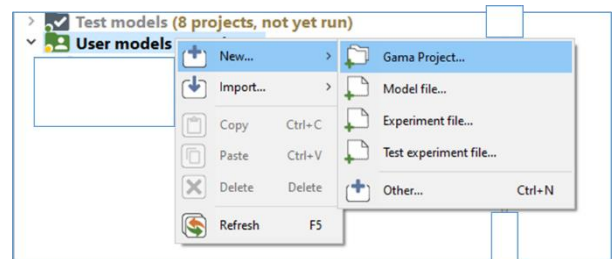 Test models (8 projects, not yet run)
User models
New...
Import...
Copy Ctrl+C
Paste Ctrl+V
Delete Delete
Refresh F5
Gama Project...
Model file...
Experiment file...
Test experiment file...
Other... Ctrl+N